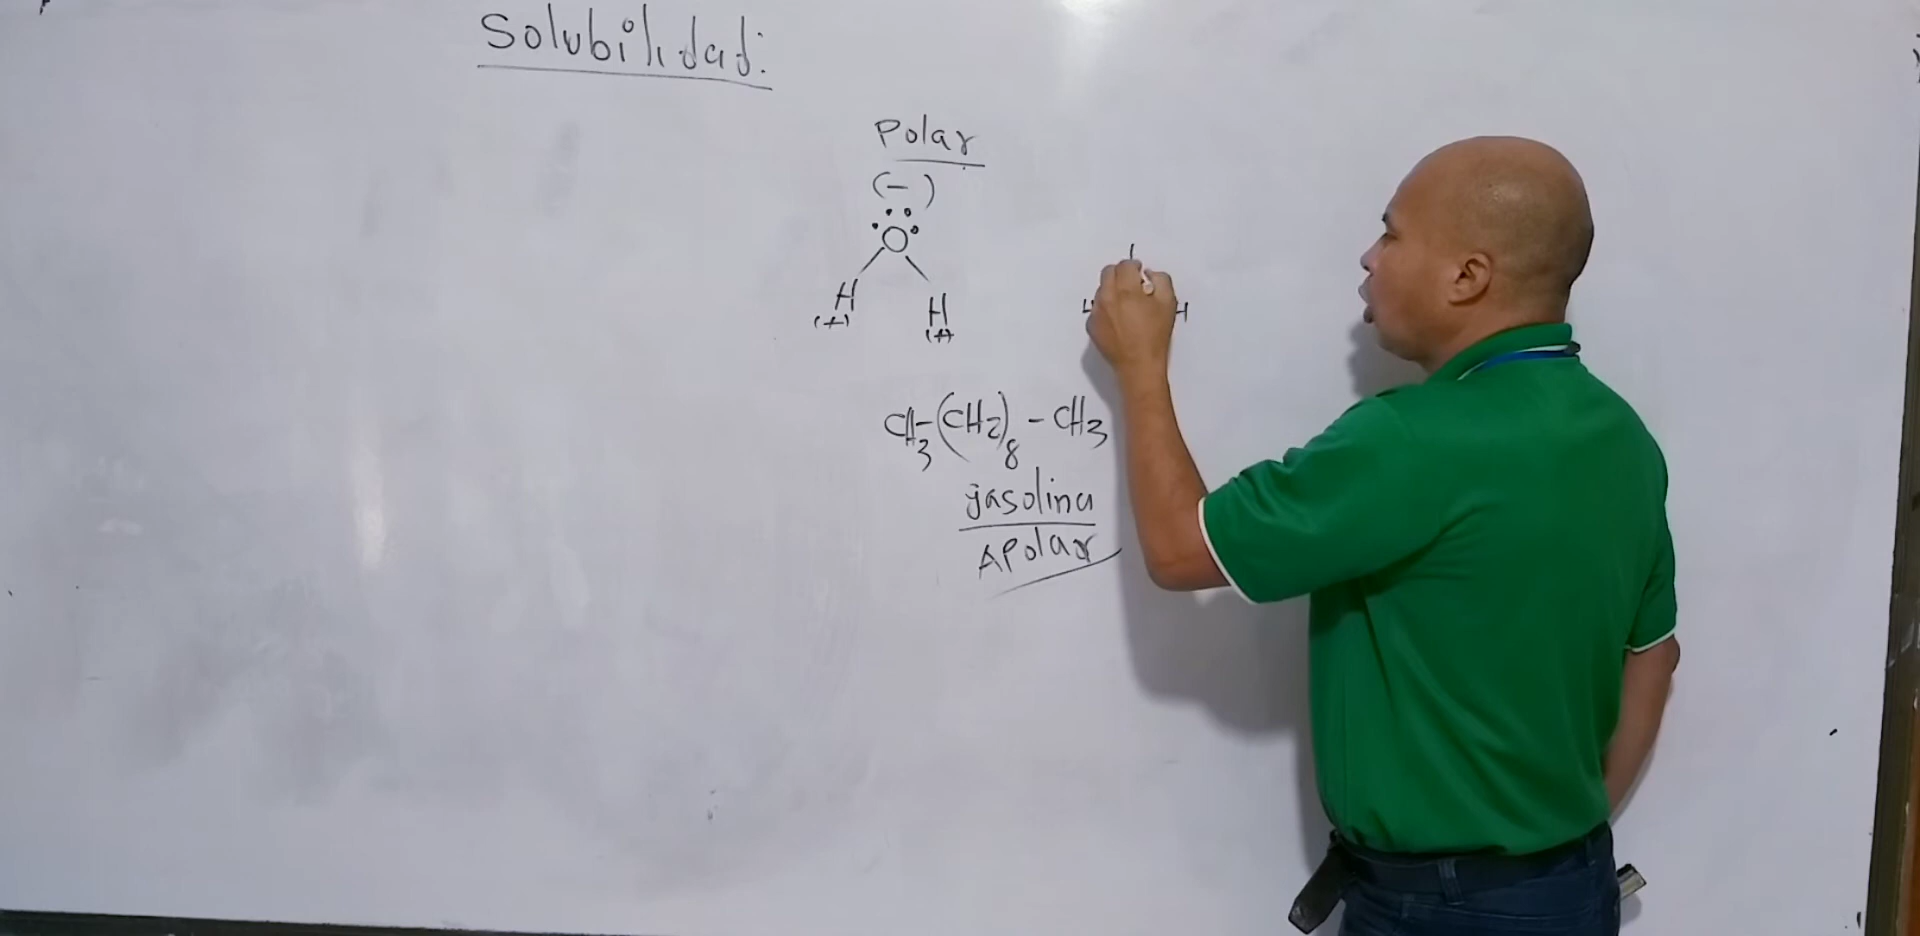 Solubilidad:
Polar
(-)
O
H H
(+) (+)
H H
CH3-(CH2)8-CH3
gasolina
Apolar